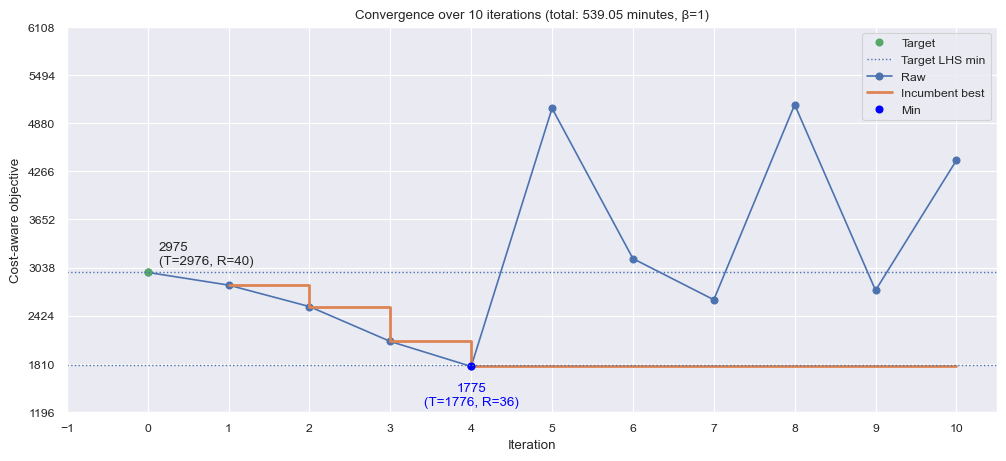 Convergence over 10 iterations (total: 539.05 minutes, β=1)
6108
5494
4880
4266
3652
3038
2424
1810
1196
Cost-aware objective
Target
Target LHS min
Raw
Incumbent best
Min
2975
(T=2976, R=40)
1775
(T=1776, R=36)
−1 0 1 2 3 4 5 6 7 8 9 10
Iteration